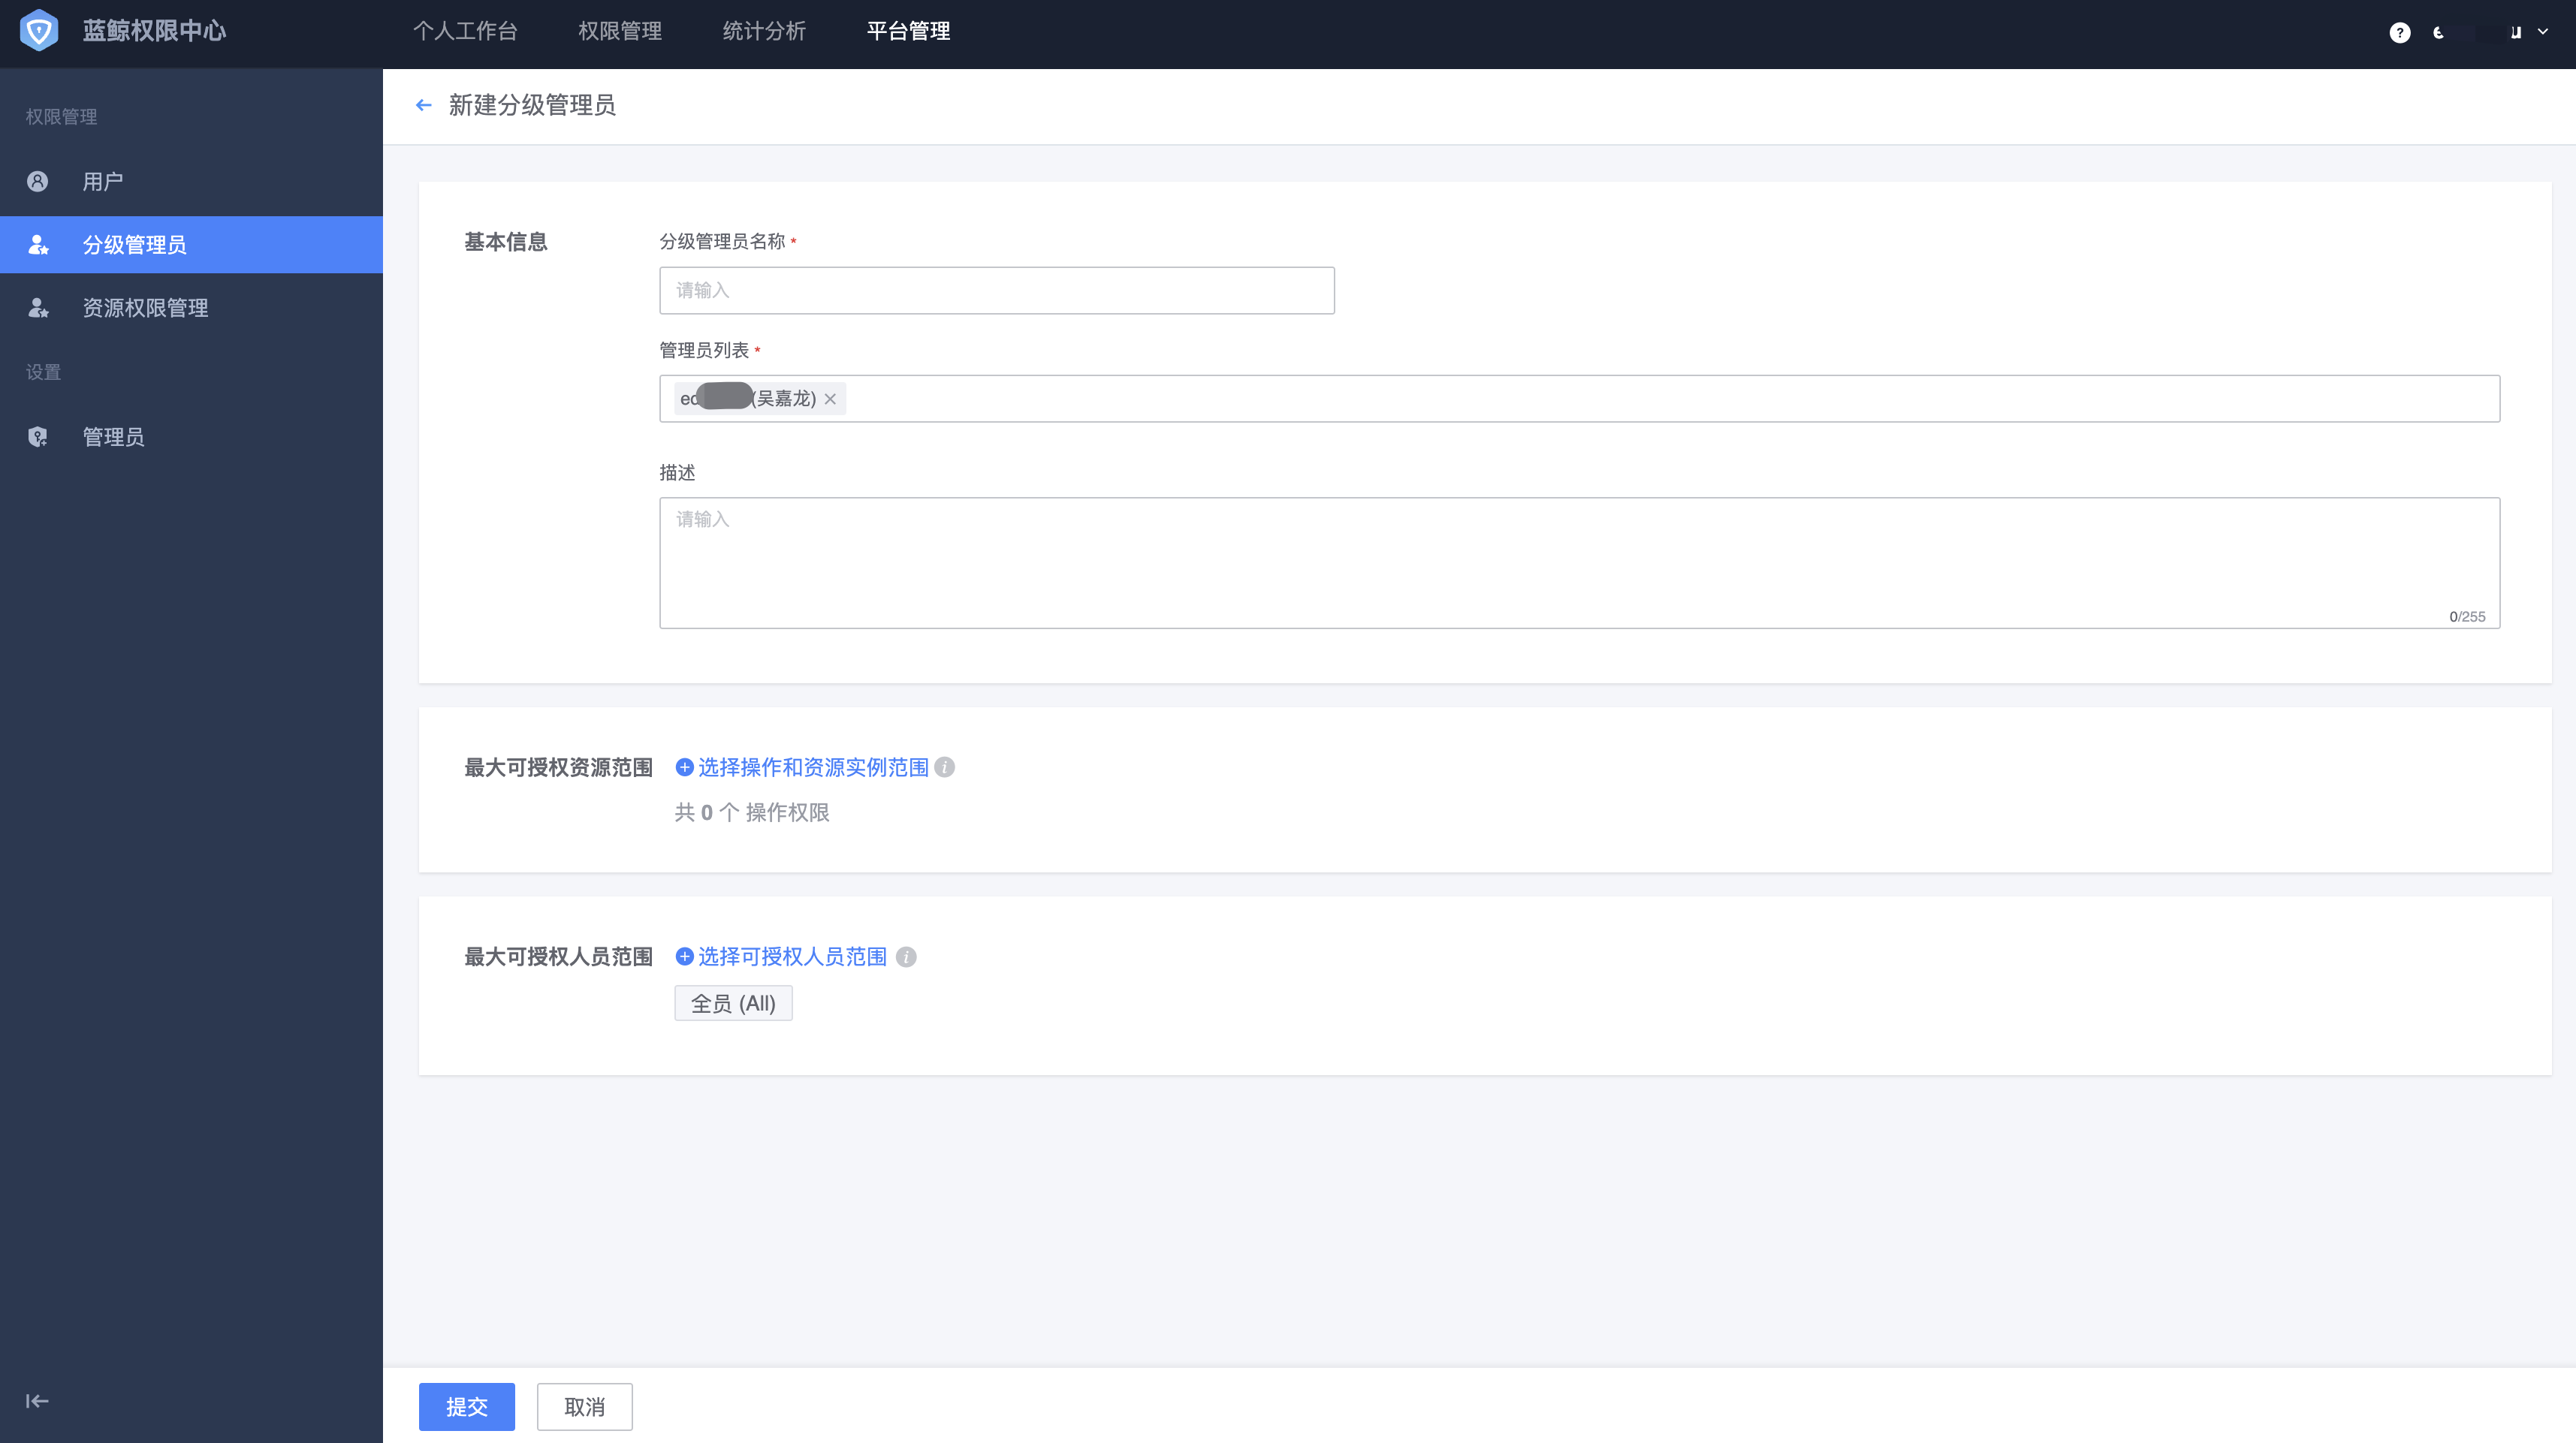 蓝鲸权限中心
个人工作台 权限管理 统计分析 平台管理
权限管理
用户
分级管理员
资源权限管理
设置
管理员
新建分级管理员
基本信息
分级管理员名称 *
请输入
管理员列表 *
(吴嘉龙)
描述
请输入
0/255
最大可授权资源范围 选择操作和资源实例范围
共 0 个 操作权限
最大可授权人员范围 选择可授权人员范围
全员 (All)
提交 取消